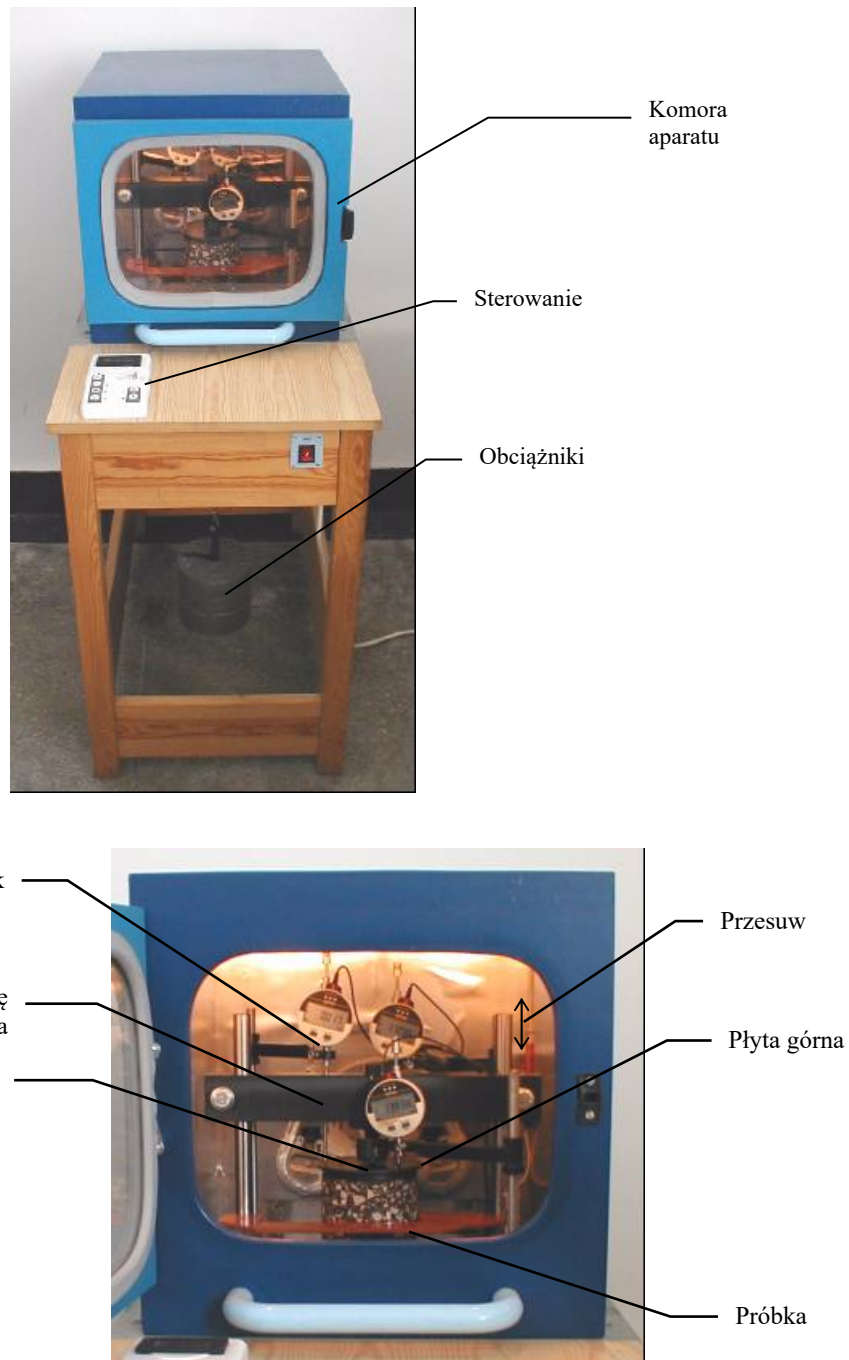 Komora
aparatu
Sterowanie
Obciążniki
k
Przesuw
ę
a
Płyta górna
Próbka